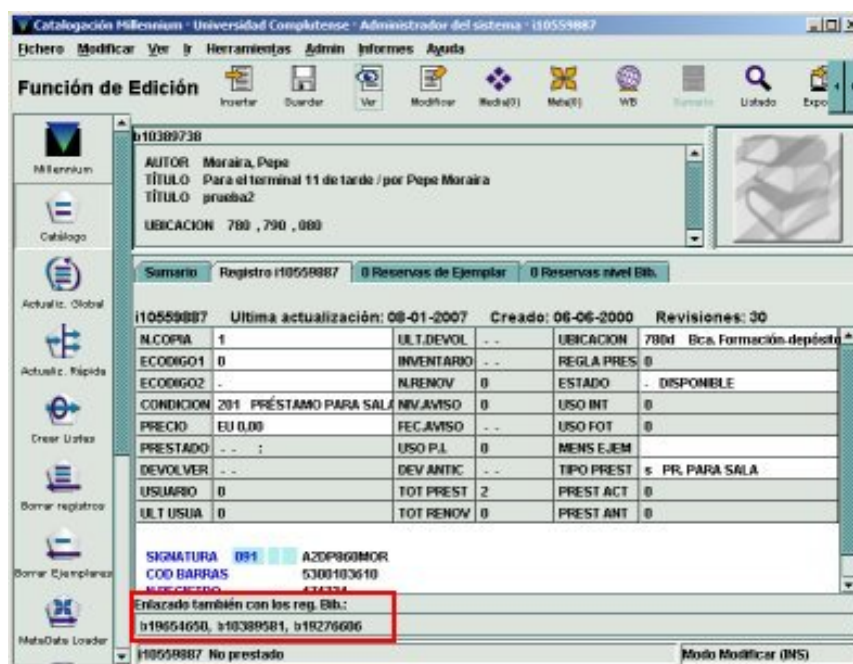 Catalogación Millennium · Universidad Complutense · Administrador del sistema · i10559887
Fichero Modificar Ver Ir Herramientas Admin Informes Ayuda
Función de Edición
Insertar Guardar Ver Modificar Media(0) Meta(0) WB Sumario Listado Expo
Millennium
Catálogo
Actualiz. Global
Actualiz. Rápida
Crear Listas
Borrar registros
Borrar Ejemplares
MetaData Loader
b10389738
AUTOR Moraira, Pepe
TÍTULO Para el terminal 11 de tarde / por Pepe Moraira
TÍTULO prueba2
UBICACION 780 ,790 ,080
Sumario Registro i10559887 0 Reservas de Ejemplar 0 Reservas nivel Bib.
i10559887 Ultima actualización: 08-01-2007 Creado: 06-06-2000 Revisiones: 30
N.COPIA 1 ULT.DEVOL - - UBICACION 780d Bca. Formación-depósito
ECODIGO1 0 INVENTARIO - - REGLA PRES 0
ECODIGO2 - N.RENOV 0 ESTADO - DISPONIBLE
CONDICION 201 PRÉSTAMO PARA SALA NIV.AVISO 0 USO INT 0
PRECIO EU 0,00 FEC.AVISO - - USO FOT 0
PRESTADO - - : USO P.I. 0 MENS EJEM
DEVOLVER - - DEV ANTIC - - TIPO PREST s PR. PARA SALA
USUARIO 0 TOT PREST 2 PREST ACT 0
ULT USUA 0 TOT RENOV 0 PREST ANT 0
SIGNATURA 091 A2DP860MOR
COD BARRAS 5300103610
Enlazado también con los reg. Bib.:
b19654650, b10389581, b19276606
i10559887 No prestado Modo Modificar (INS)